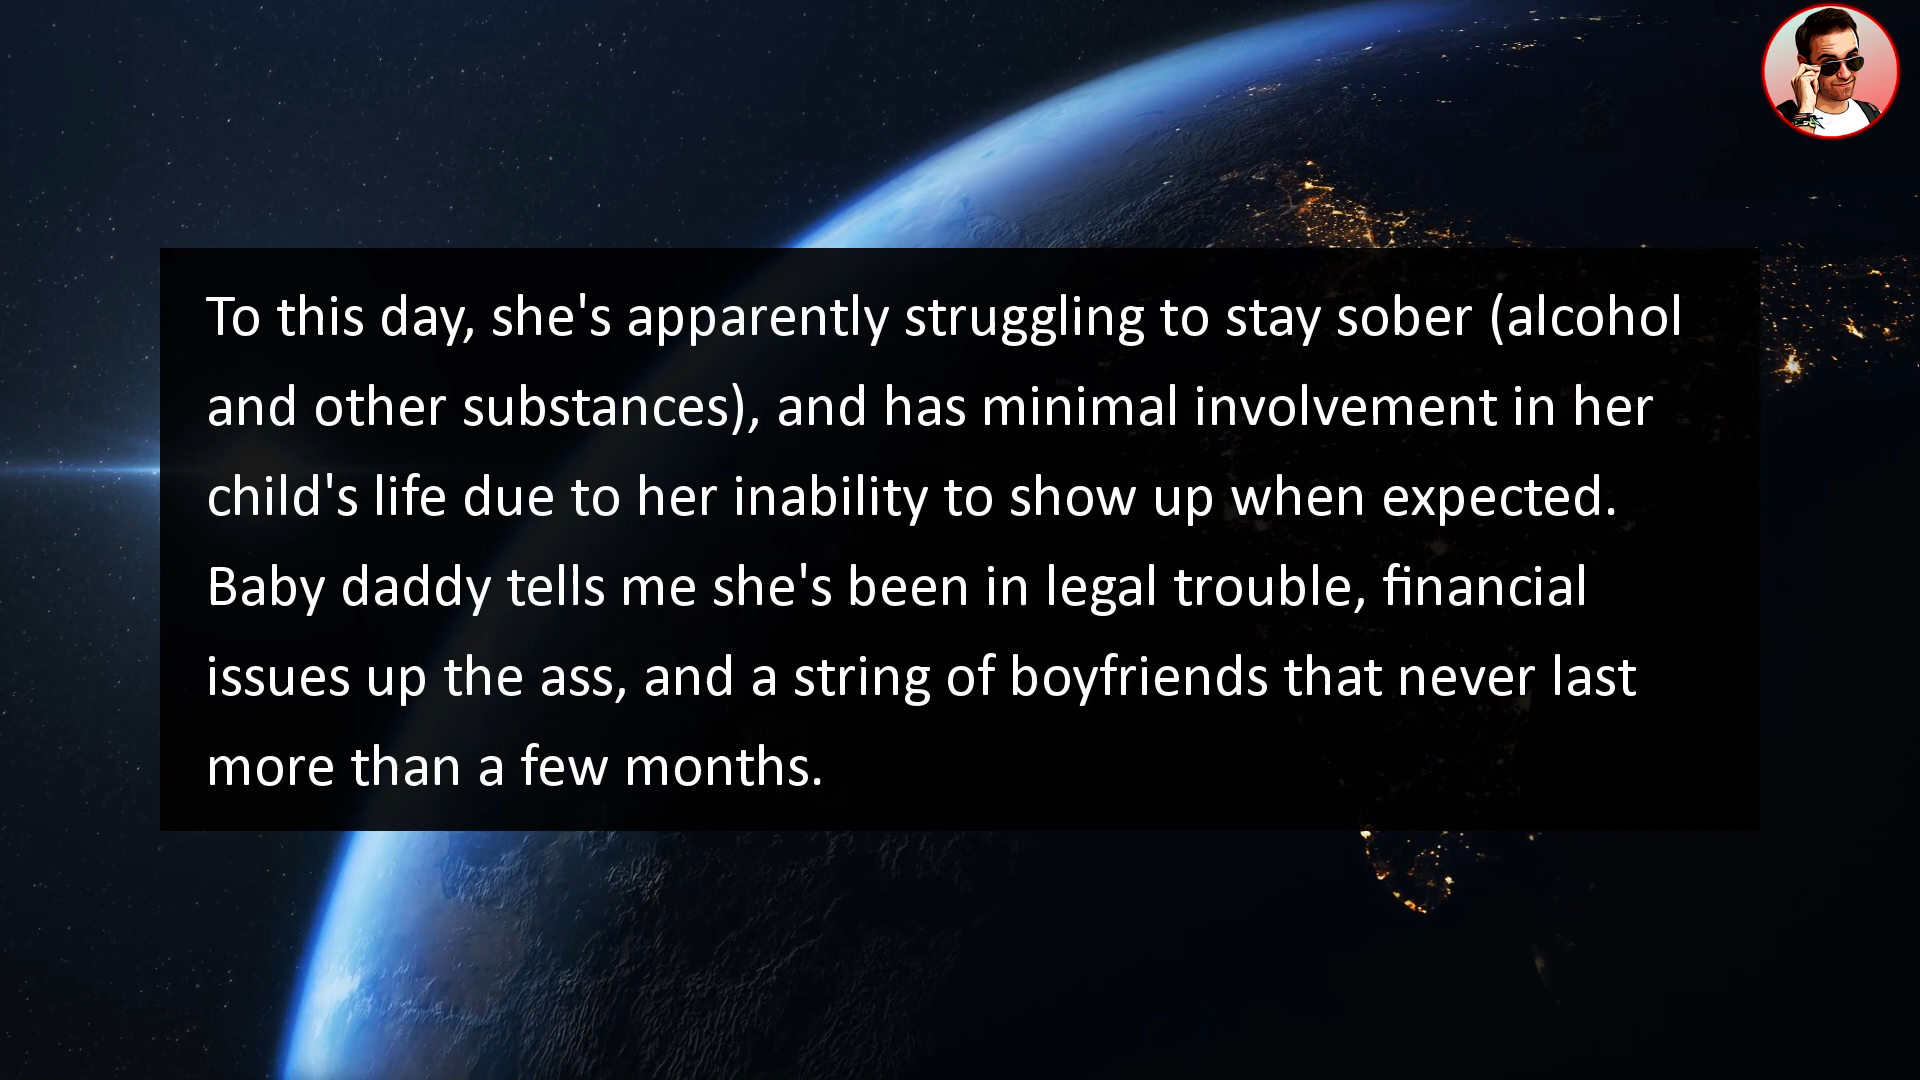 To this day, she's apparently struggling to stay sober (alcohol
and other substances), and has minimal involvement in her
child's life due to her inability to show up when expected.
Baby daddy tells me she's been in legal trouble, financial
issues up the ass, and a string of boyfriends that never last
more than a few months.